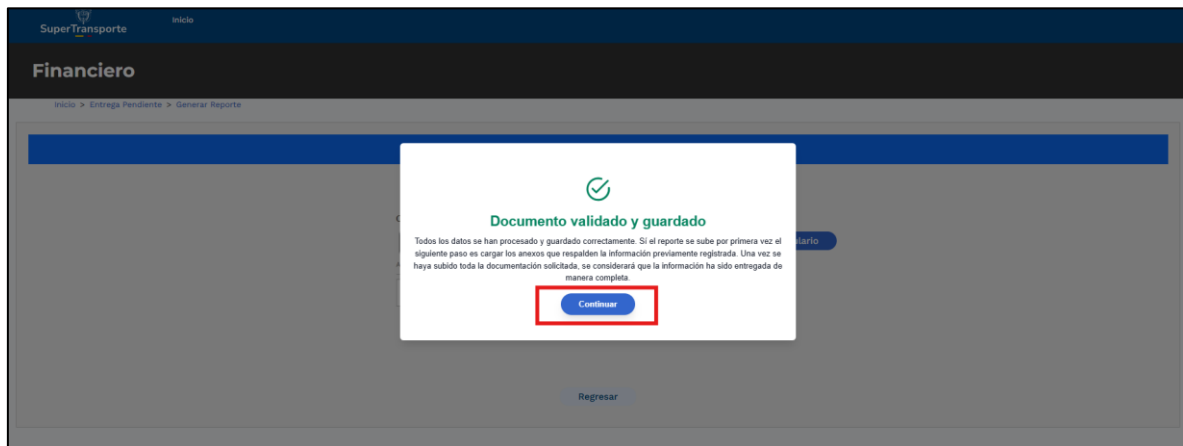 SuperTransporte
Inicio
Financiero
Inicio > Entrega Pendiente > Generar Reporte
Documento validado y guardado
Todos los datos se han procesado y guardado correctamente. Si el reporte se sube por primera vez el
siguiente paso es cargar los anexos que respalden la información previamente registrada. Una vez se
haya subido toda la documentación solicitada, se considerará que la información ha sido entregada de
manera completa.
Continuar
Regresar